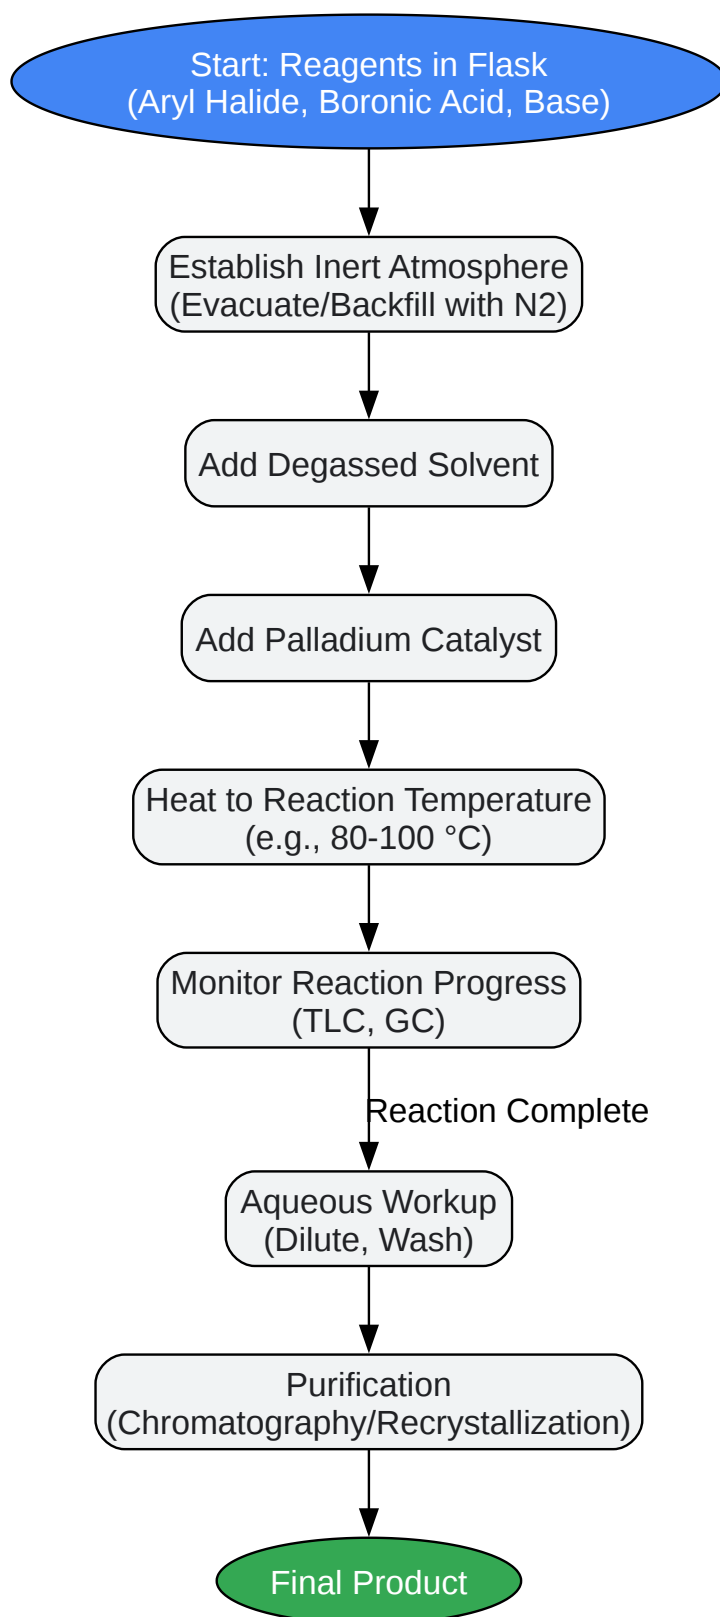 Start: Reagents in Flask
(Aryl Halide, Boronic Acid, Base)
Establish Inert Atmosphere
(Evacuate/Backfill with N2)
Add Degassed Solvent
Add Palladium Catalyst
Heat to Reaction Temperature
(e.g., 80-100 °C)
Monitor Reaction Progress
(TLC, GC)
Reaction Complete
Aqueous Workup
(Dilute, Wash)
Purification
(Chromatography/Recrystallization)
Final Product